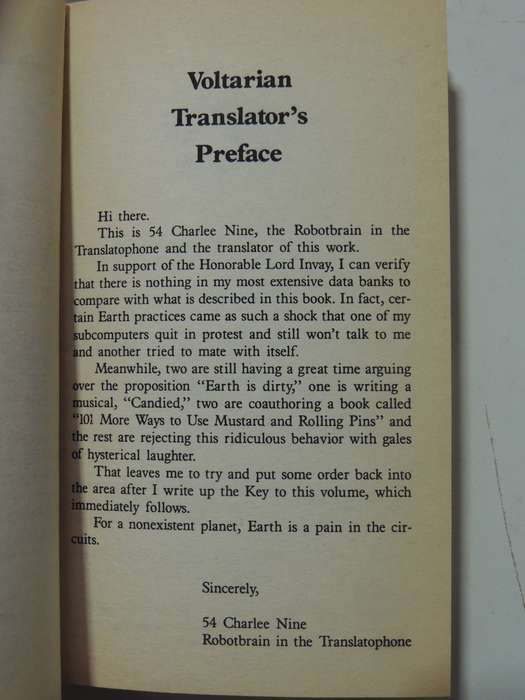 Voltarian
Translator's
Preface
Hi there.
This is 54 Charlee Nine, the Robotbrain in the
Translatophone and the translator of this work.
In support of the Honorable Lord Invay, I can verify
that there is nothing in my most extensive data banks to
compare with what is described in this book. In fact, cer-
tain Earth practices came as such a shock that one of my
subcomputers quit in protest and still won't talk to me
and another tried to mate with itself.
Meanwhile, two are still having a great time arguing
over the proposition "Earth is dirty," one is writing a
musical, "Candied," two are coauthoring a book called
"101 More Ways to Use Mustard and Rolling Pins" and
the rest are rejecting this ridiculous behavior with gales
of hysterical laughter.
That leaves me to try and put some order back into
the area after I write up the Key to this volume, which
immediately follows.
For a nonexistent planet, Earth is a pain in the cir-
cuits.
Sincerely,
54 Charlee Nine
Robotbrain in the Translatophone